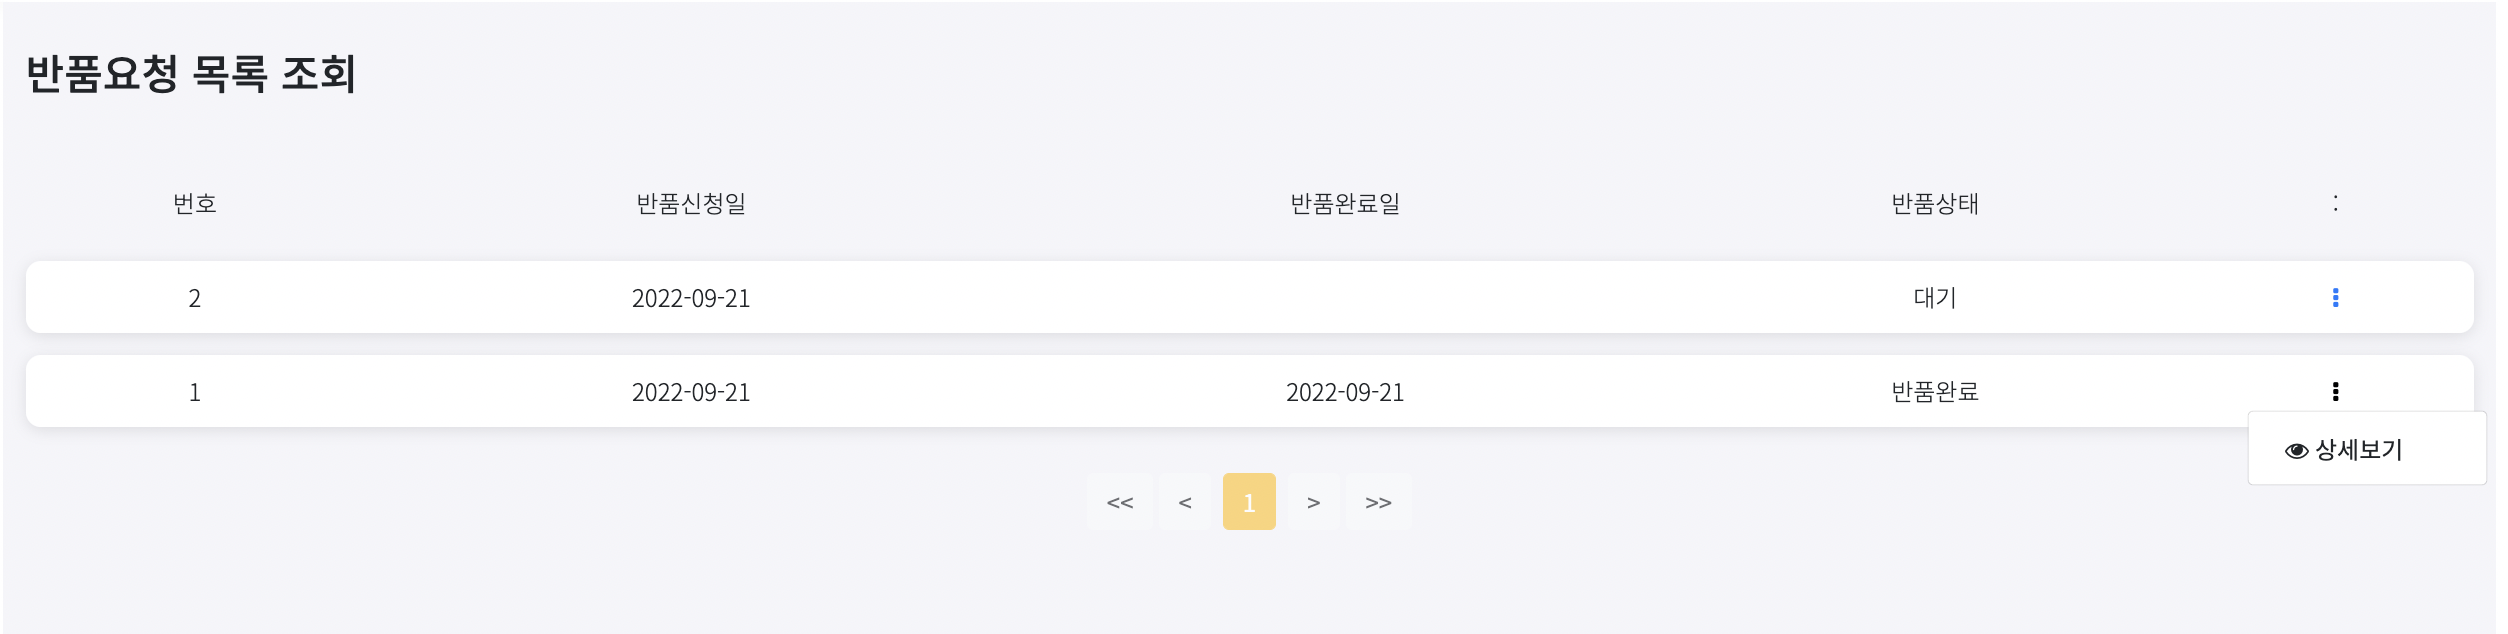 반품요청 목록 조회
번호 반품신청일 반품완료일 반품상태 :
2 2022-09-21 대기
1 2022-09-21 2022-09-21 반품완료
상세보기
<< < 1 > >>